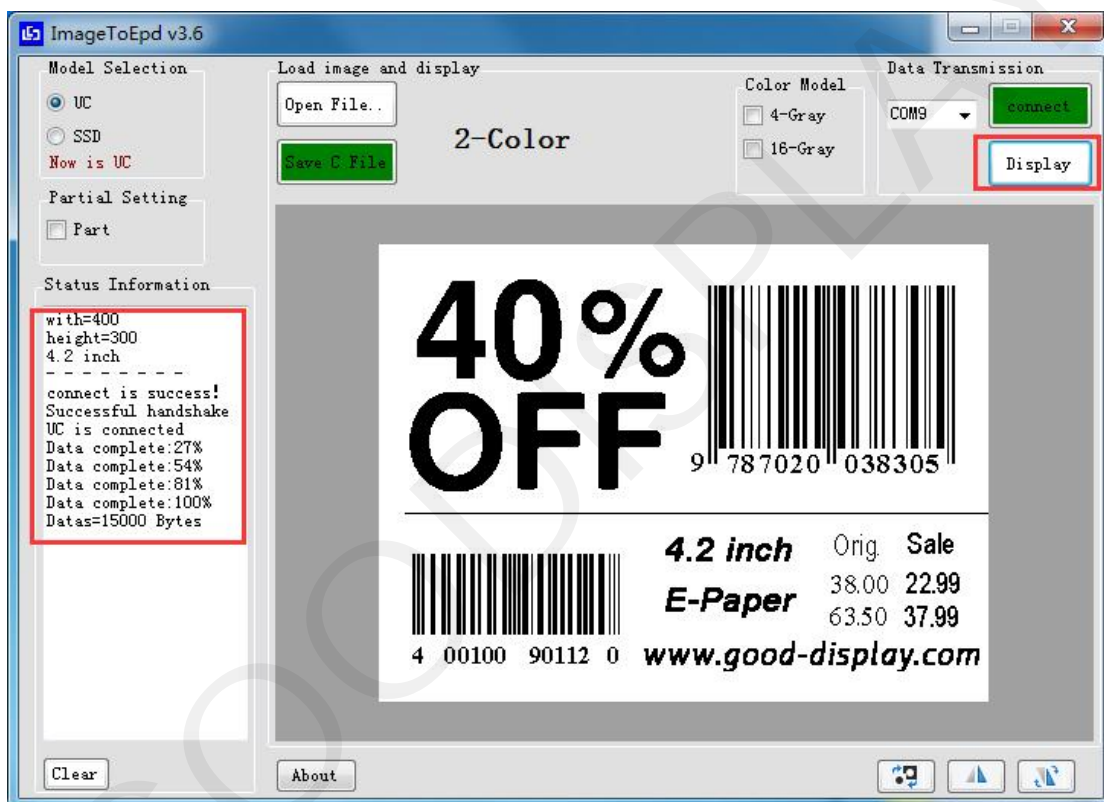 ImageToEpd v3.6
Model Selection
UC
SSD
Now is UC
Partial Setting
Part
Status Information
with=400
height=300
4.2 inch
- - - - - - - -
connect is success!
Successful handshake
UC is connected
Data complete:27%
Data complete:54%
Data complete:81%
Data complete:100%
Datas=15000 Bytes
Clear
Load image and display
Open File..
Save C File
2-Color
Color Model
4-Gray
16-Gray
Data Transmission
COM9
connect
Display
40%
OFF
9 787020 038305
4.2 inch
E-Paper
Orig. Sale
38.00 22.99
63.50 37.99
4 00100 90112 0
www.good-display.com
About
GOODISPLAY